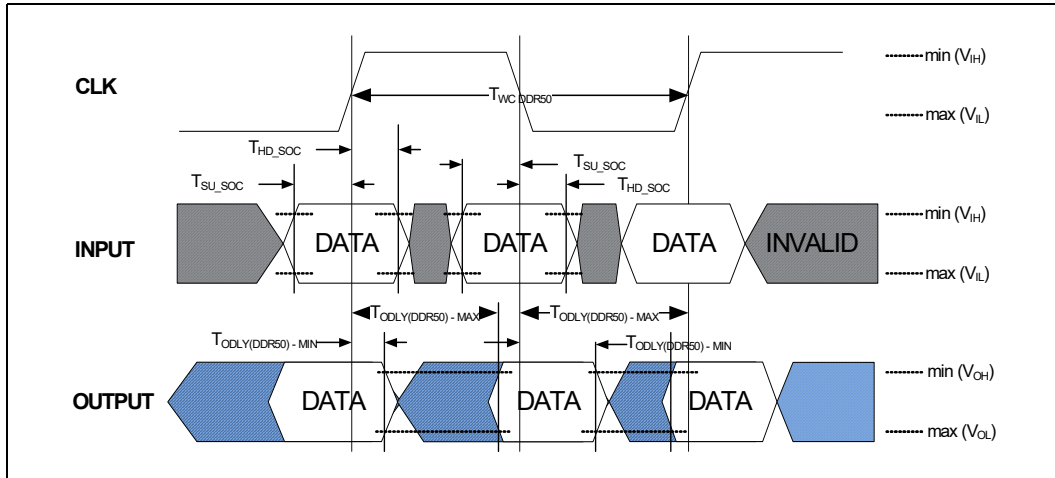 CLK
min (VIH)
TWC DDR50
max (VIL)
THD_SOC
TSU_SOC
TSU_SOC
THD_SOC
min (VIH)
INPUT
DATA
DATA
DATA
INVALID
max (VIL)
TODLY(DDR50) - MAX
TODLY(DDR50) - MAX
TODLY(DDR50) - MIN
TODLY(DDR50) - MIN
min (VOH)
OUTPUT
DATA
DATA
DATA
max (VOL)